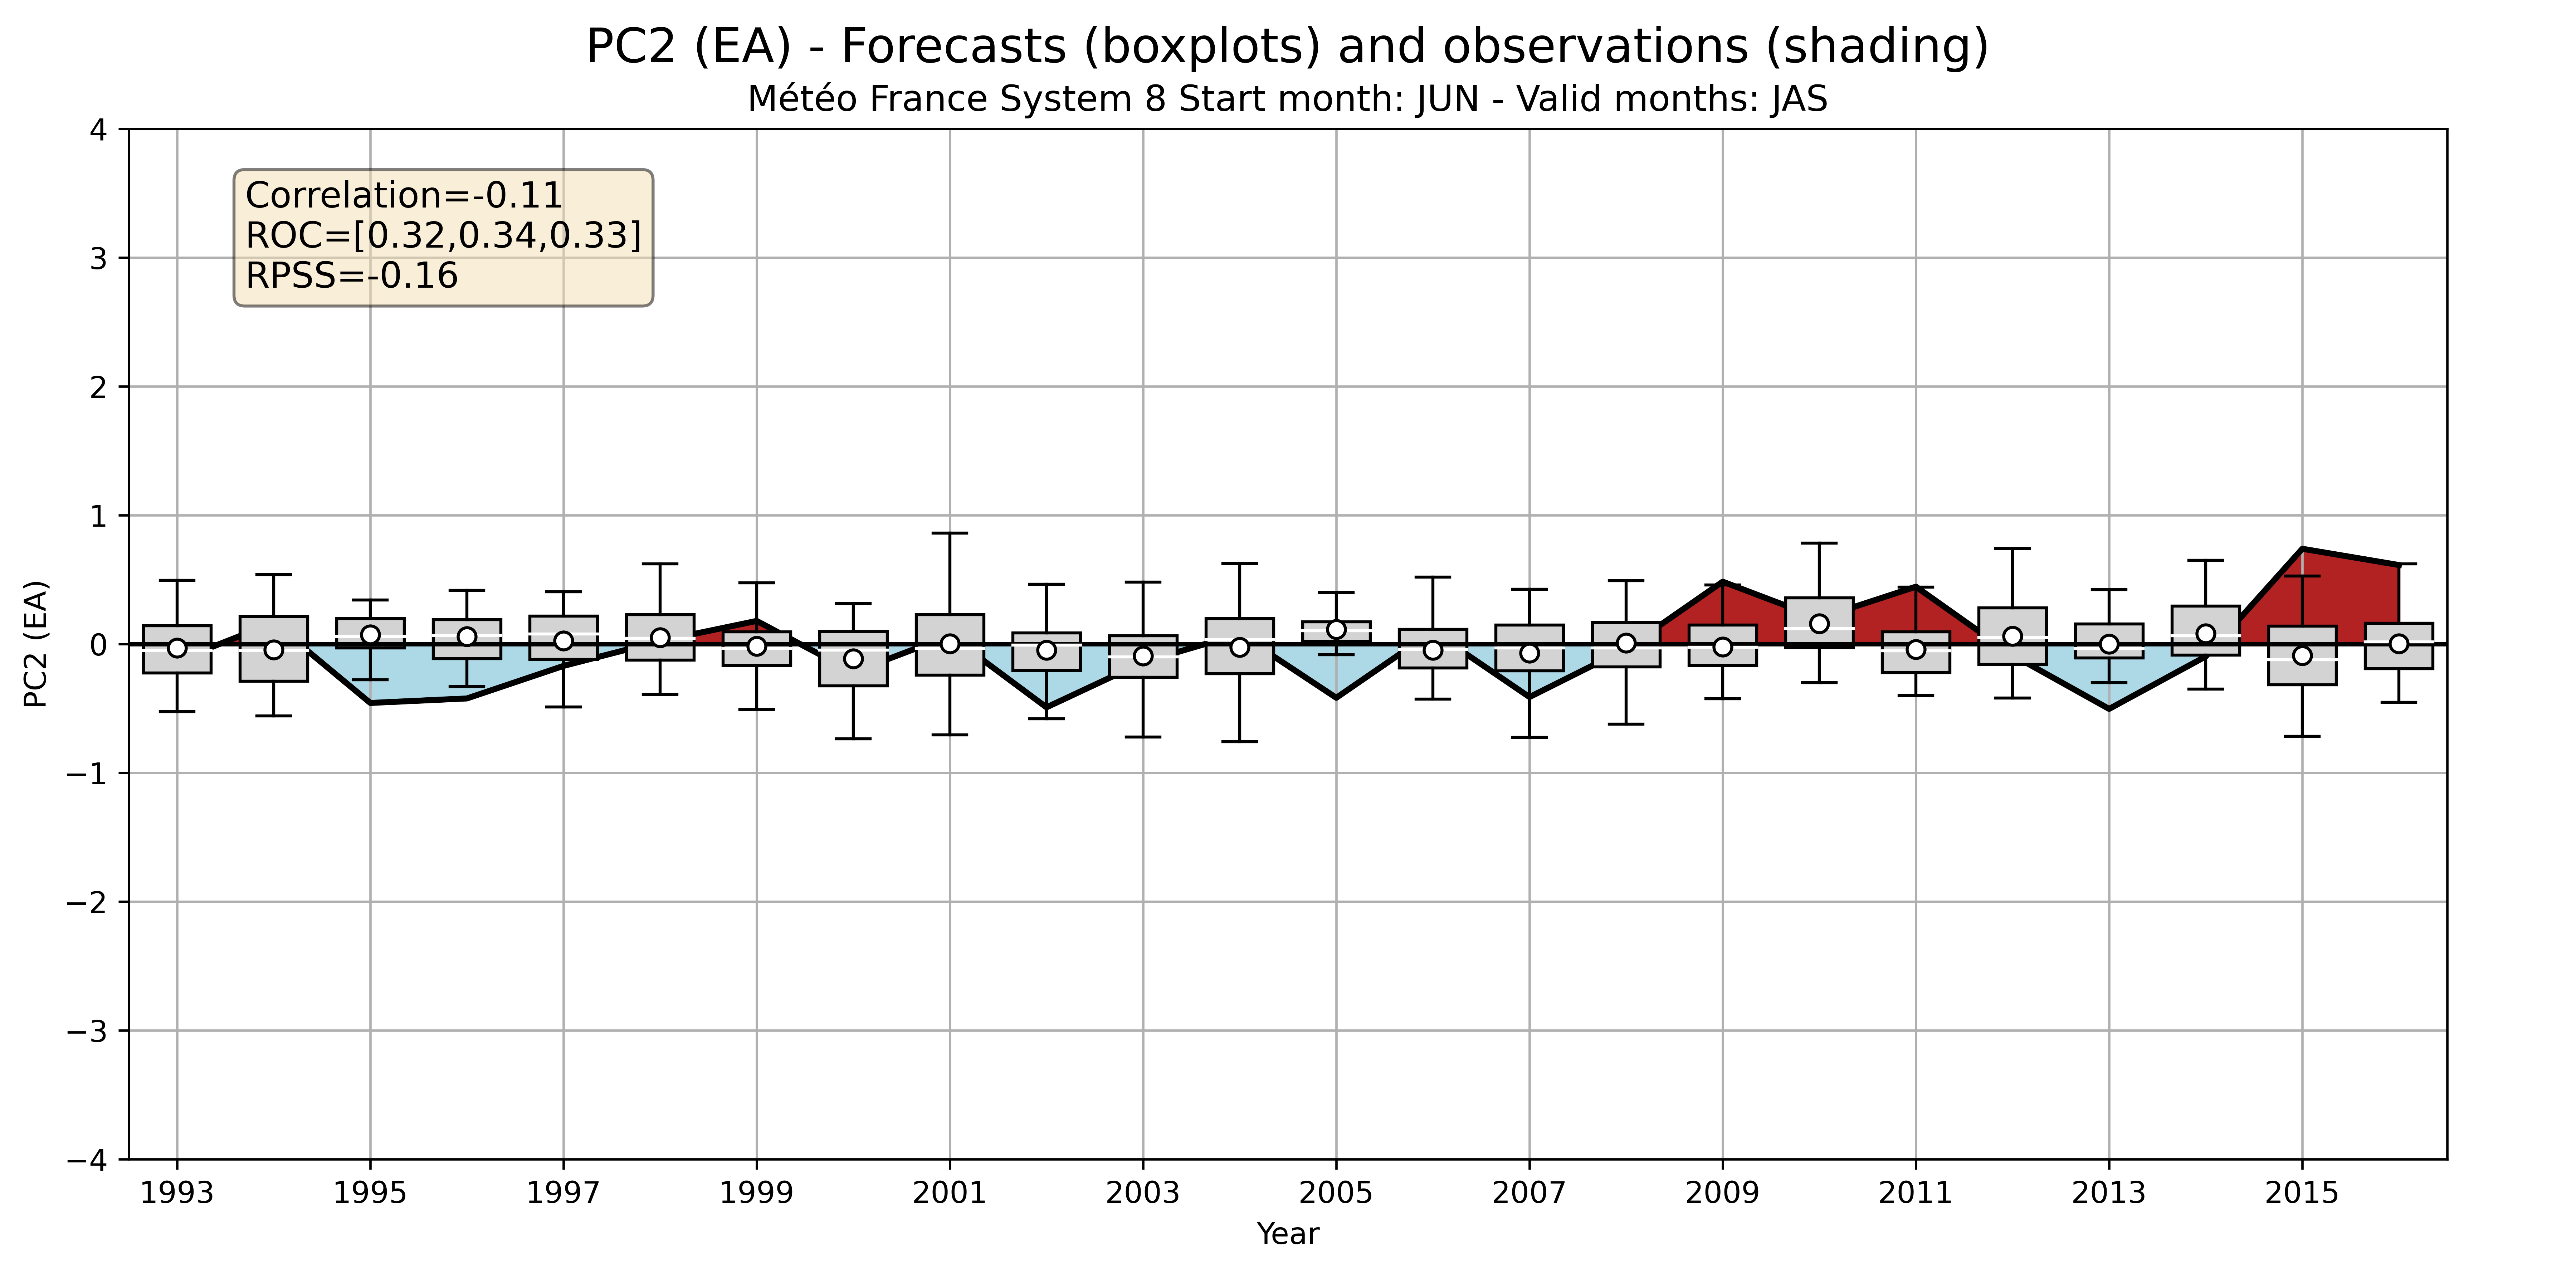 PC2 (EA) - Forecasts (boxplots) and observations (shading)
Météo France System 8 Start month: JUN - Valid months: JAS
Correlation=-0.11
ROC=[0.32,0.34,0.33]
RPSS=-0.16
4
3
2
1
0
−1
−2
−3
−4
PC2 (EA)
1993 1995 1997 1999 2001 2003 2005 2007 2009 2011 2013 2015
Year